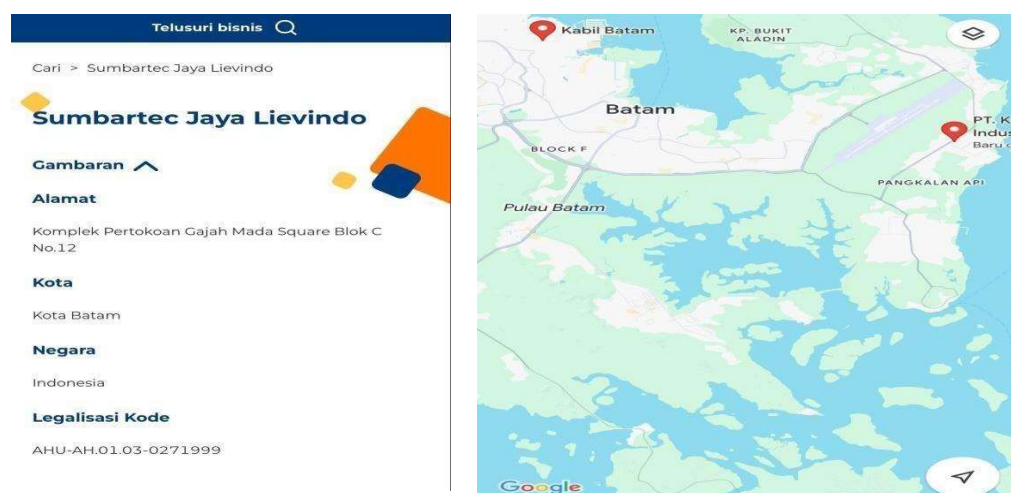 Telusuri bisnis
Cari > Sumbartec Jaya Lievindo
Sumbartec Jaya Lievindo
Gambaran
Alamat
Komplek Pertokoan Gajah Mada Square Blok C
No.12
Kota
Kota Batam
Negara
Indonesia
Legalisasi Kode
AHU-AH.01.03-0271999
Kabil Batam
KP. BUKIT
ALADIN
Batam
PT. K
Indus
Baru d
BLOCK F
PANGKALAN API
Pulau Batam
Google